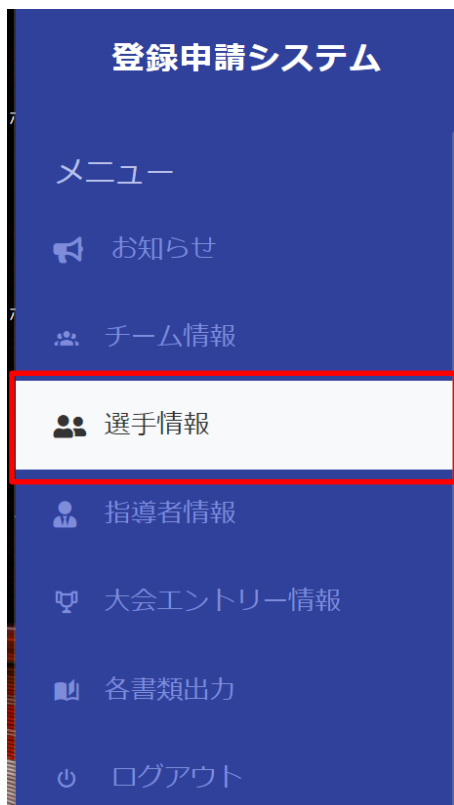 登録申請システム
メニュー
お知らせ
チーム情報
選手情報
指導者情報
大会エントリー情報
各書類出力
ログアウト